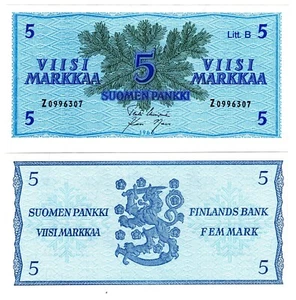 5 Litt. B 5
VIISI MARKKAA
5
VIISI MARKKAA
SUOMEN PANKKI
Z0996307 Z0996307
5 5
5 5
SUOMEN PANKKI FINLANDS BANK
VIISI MARKKAA FEM MARK
5 5